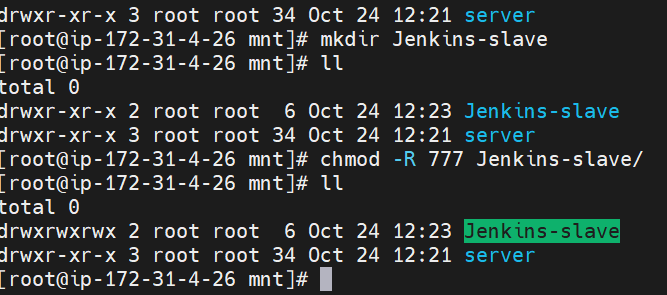 drwxr-xr-x 3 root root 34 Oct 24 12:21 server
[root@ip-172-31-4-26 mnt]# mkdir Jenkins-slave
[root@ip-172-31-4-26 mnt]# ll
total 0
drwxr-xr-x 2 root root  6 Oct 24 12:23 Jenkins-slave
drwxr-xr-x 3 root root 34 Oct 24 12:21 server
[root@ip-172-31-4-26 mnt]# chmod -R 777 Jenkins-slave/
[root@ip-172-31-4-26 mnt]# ll
total 0
drwxrwxrwx 2 root root  6 Oct 24 12:23 Jenkins-slave
drwxr-xr-x 3 root root 34 Oct 24 12:21 server
[root@ip-172-31-4-26 mnt]#